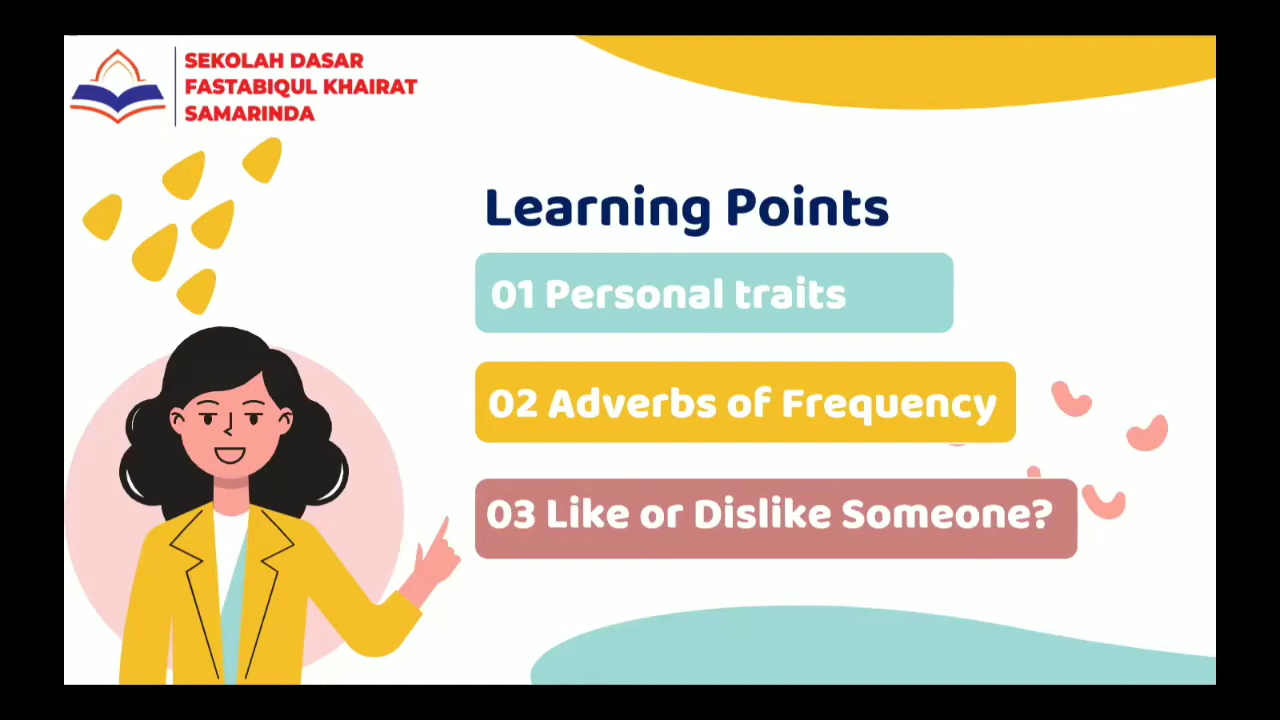 SEKOLAH DASAR
FASTABIQUL KHAIRAT
SAMARINDA
Learning Points
01 Personal traits
02 Adverbs of Frequency
03 Like or Dislike Someone?